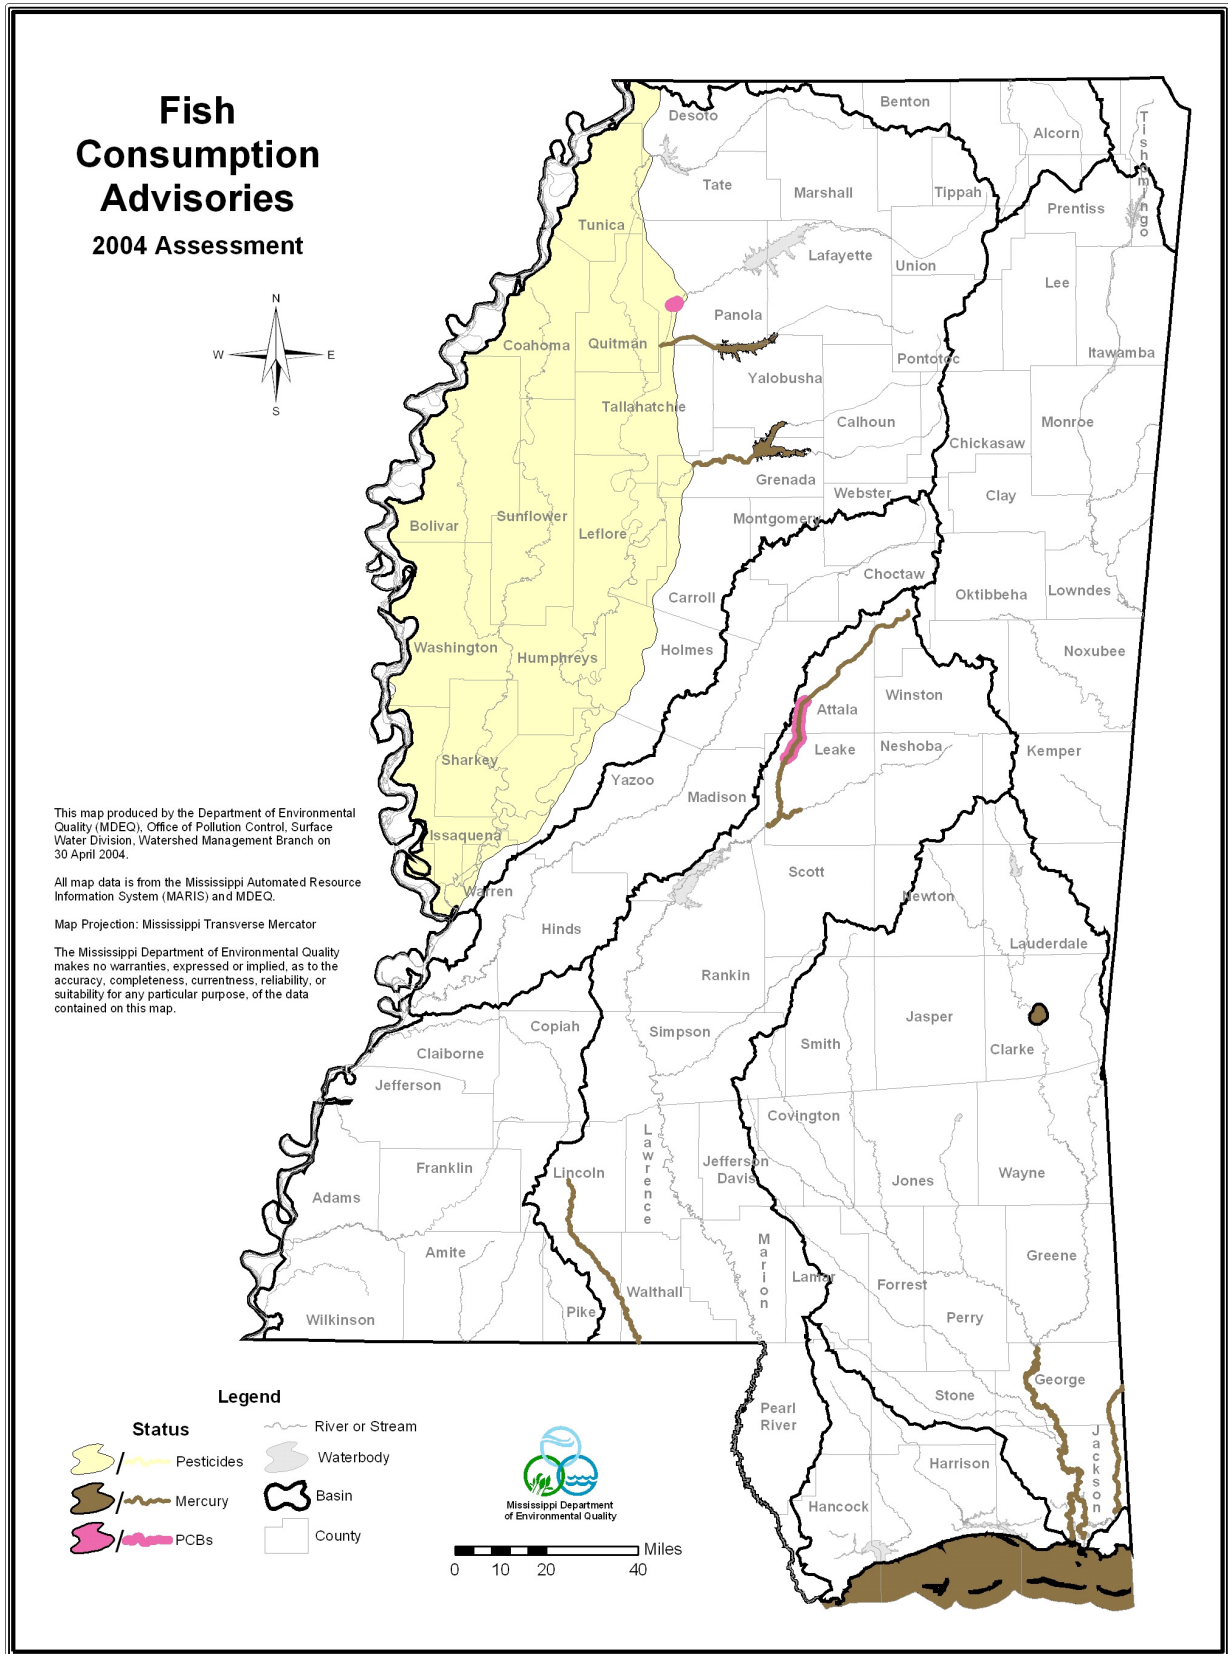 Fish
Consumption
Advisories
2004 Assessment
N
W
E
S
Benton
Desoto
Alcorn
Tishomingo
Tate
Marshall
Tippah
Prentiss
Tunica
Lafayette
Union
Lee
Panola
Coahoma
Quitman
Pontotoc
Itawamba
Yalobusha
Tallahatchie
Calhoun
Monroe
Chickasaw
Grenada
Webster
Clay
Bolivar
Sunflower
Leflore
Montgomery
Choctaw
Carroll
Oktibbeha
Lowndes
Washington
Humphreys
Holmes
Noxubee
Winston
Attala
Sharkey
Leake
Neshoba
Kemper
Yazoo
Madison
Issaquena
Scott
Warren
Newton
Hinds
Lauderdale
Rankin
Copiah
Simpson
Smith
Jasper
Clarke
Claiborne
Jefferson
Covington
Lawrence
Jefferson
Davis
Franklin
Lincoln
Jones
Wayne
Adams
Amite
Marion
Lamar
Forrest
Greene
Walthall
Wilkinson
Pike
Perry
George
Stone
Pearl
River
Jackson
Harrison
Hancock
This map produced by the Department of Environmental
Quality (MDEQ), Office of Pollution Control, Surface
Water Division, Watershed Management Branch on
30 April 2004.
All map data is from the Mississippi Automated Resource
Information System (MARIS) and MDEQ.
Map Projection: Mississippi Transverse Mercator
The Mississippi Department of Environmental Quality
makes no warranties, expressed or implied, as to the
accuracy, completeness, currentness, reliability, or
suitability for any particular purpose, of the data
contained on this map.
Legend
Status
Pesticides
Mercury
PCBs
River or Stream
Waterbody
Basin
County
Mississippi Department
of Environmental Quality
Miles
0 10 20 40